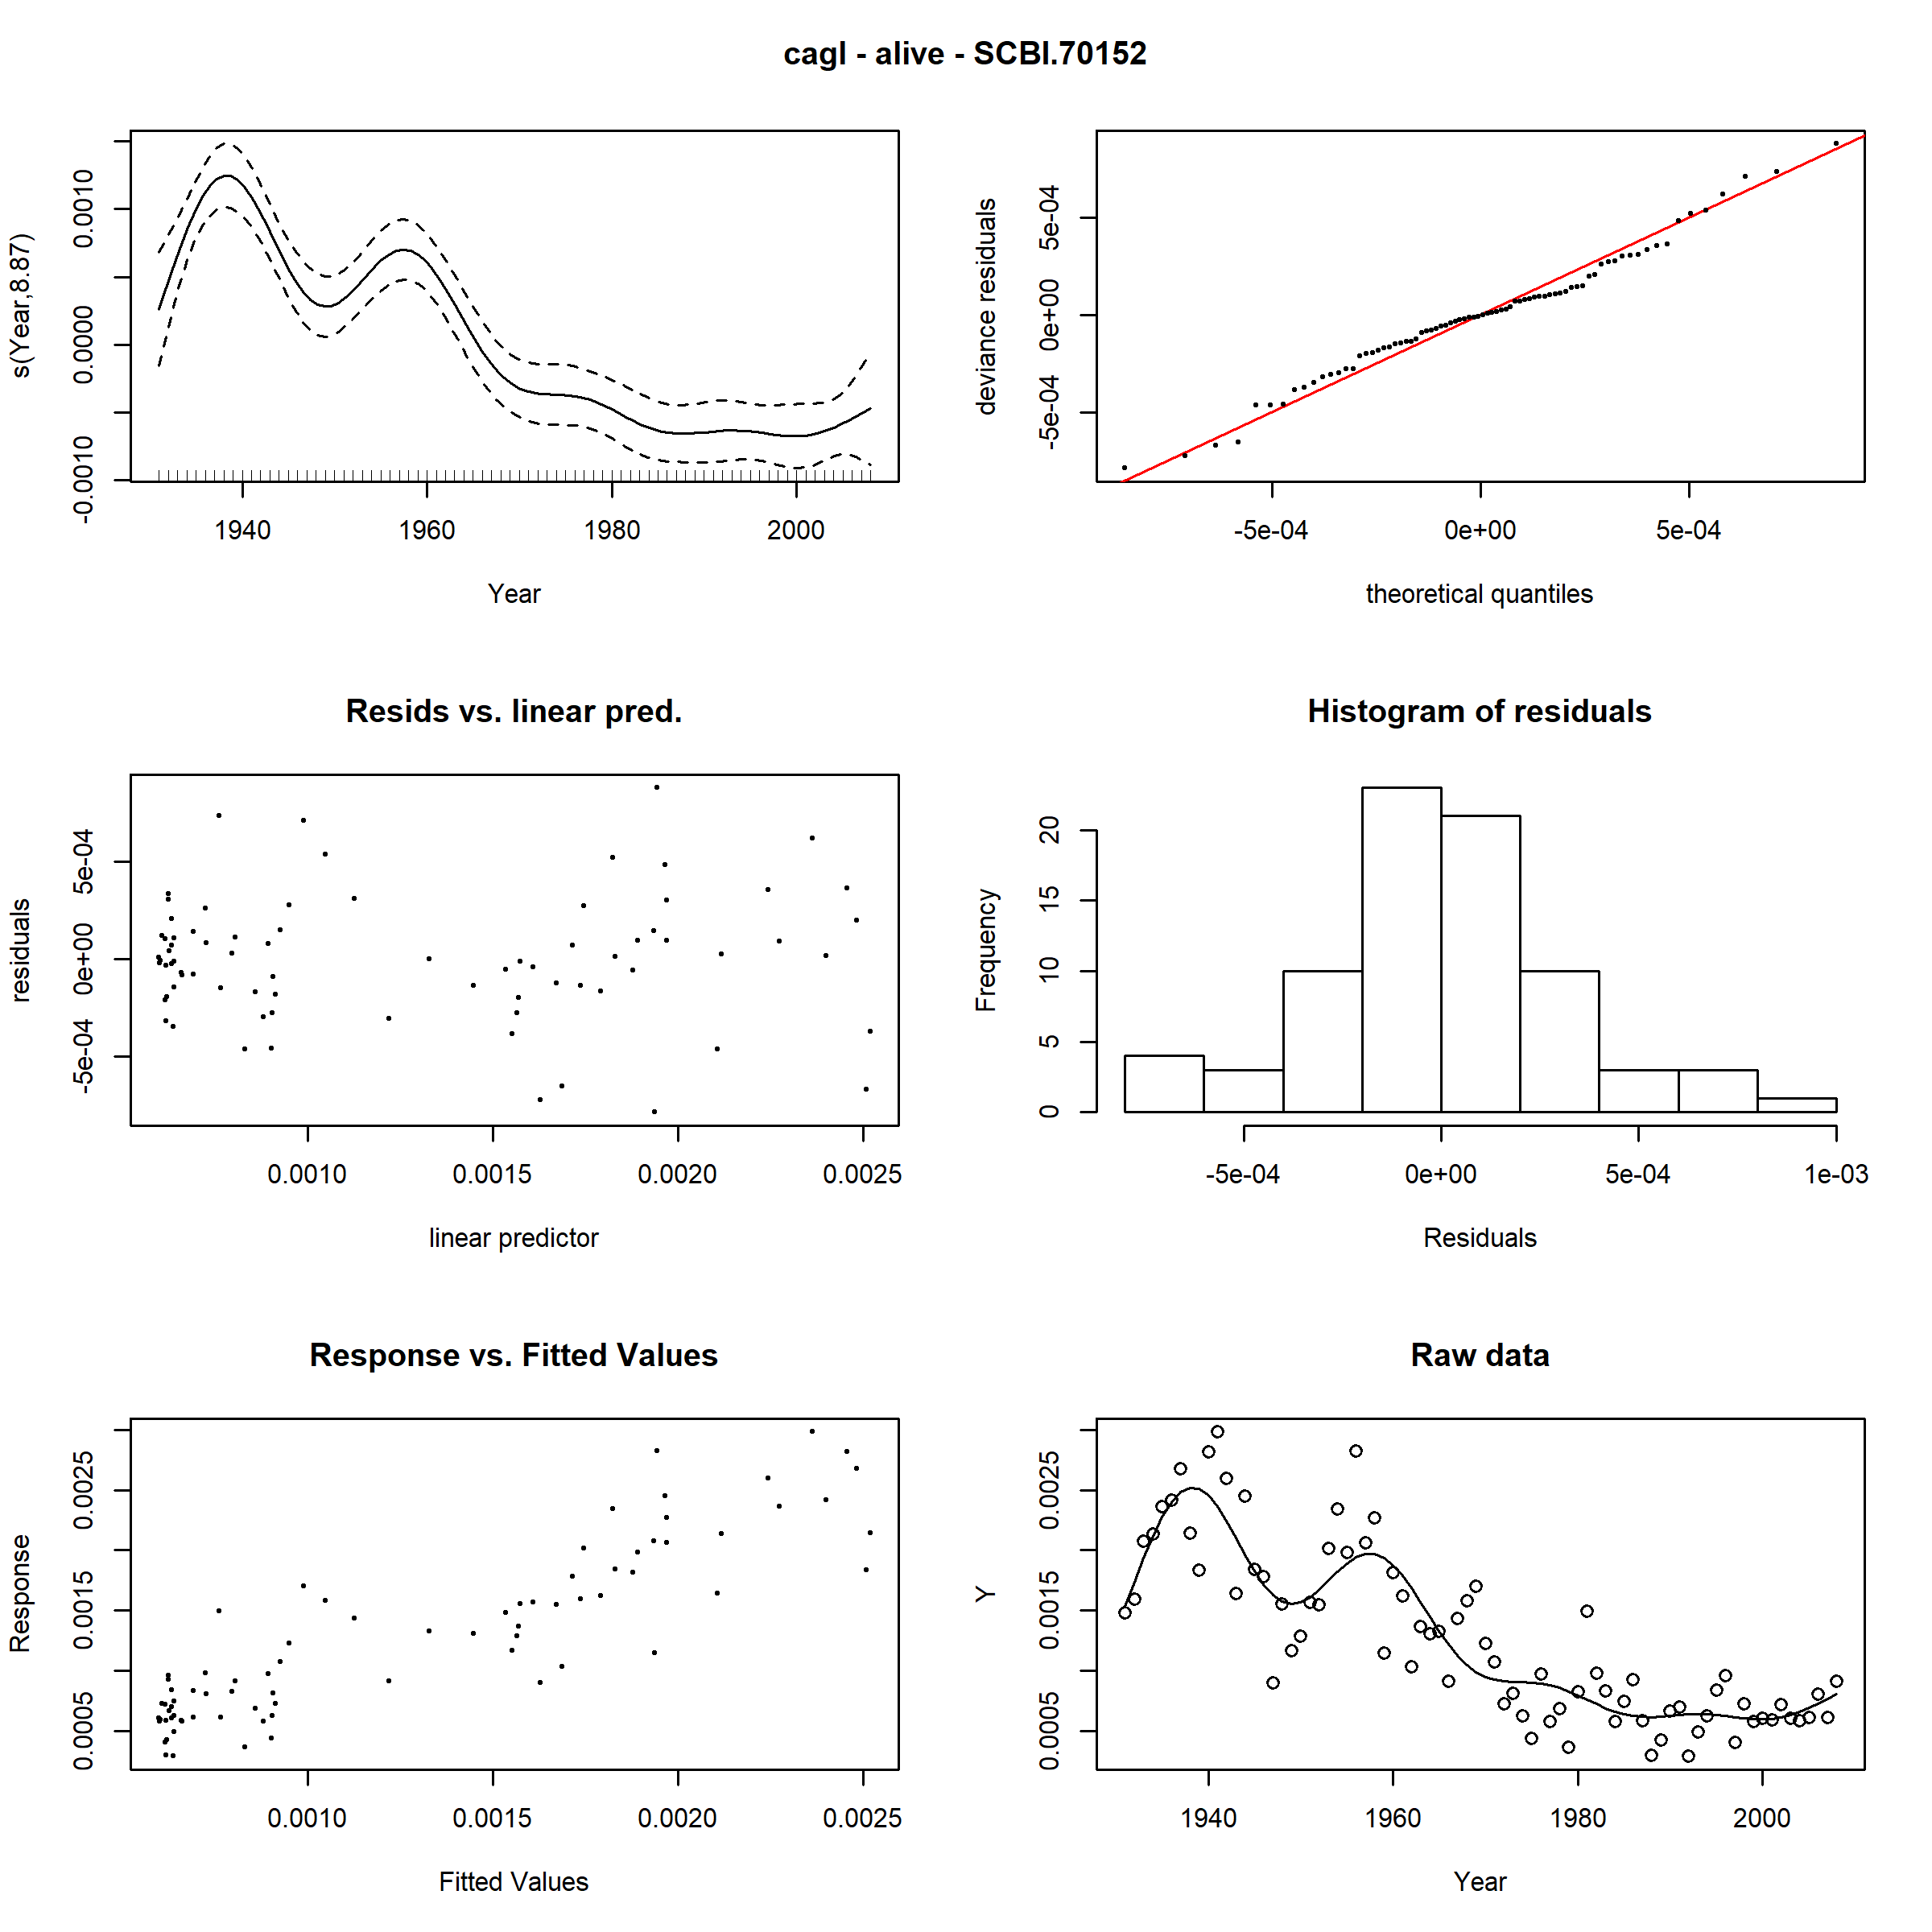 cagl - alive - SCBI.70152
s(Year,8.87)
-0.0010 0.0000 0.0010
1940 1960 1980 2000
Year
deviance residuals
-5e-04 0e+00 5e-04
-5e-04 0e+00 5e-04
theoretical quantiles
Resids vs. linear pred.
residuals
-5e-04 0e+00 5e-04
0.0010 0.0015 0.0020 0.0025
linear predictor
Histogram of residuals
Frequency
0 5 10 15 20
-5e-04 0e+00 5e-04 1e-03
Residuals
Response vs. Fitted Values
Response
0.0005 0.0015 0.0025
0.0010 0.0015 0.0020 0.0025
Fitted Values
Raw data
Y
0.0005 0.0015 0.0025
1940 1960 1980 2000
Year